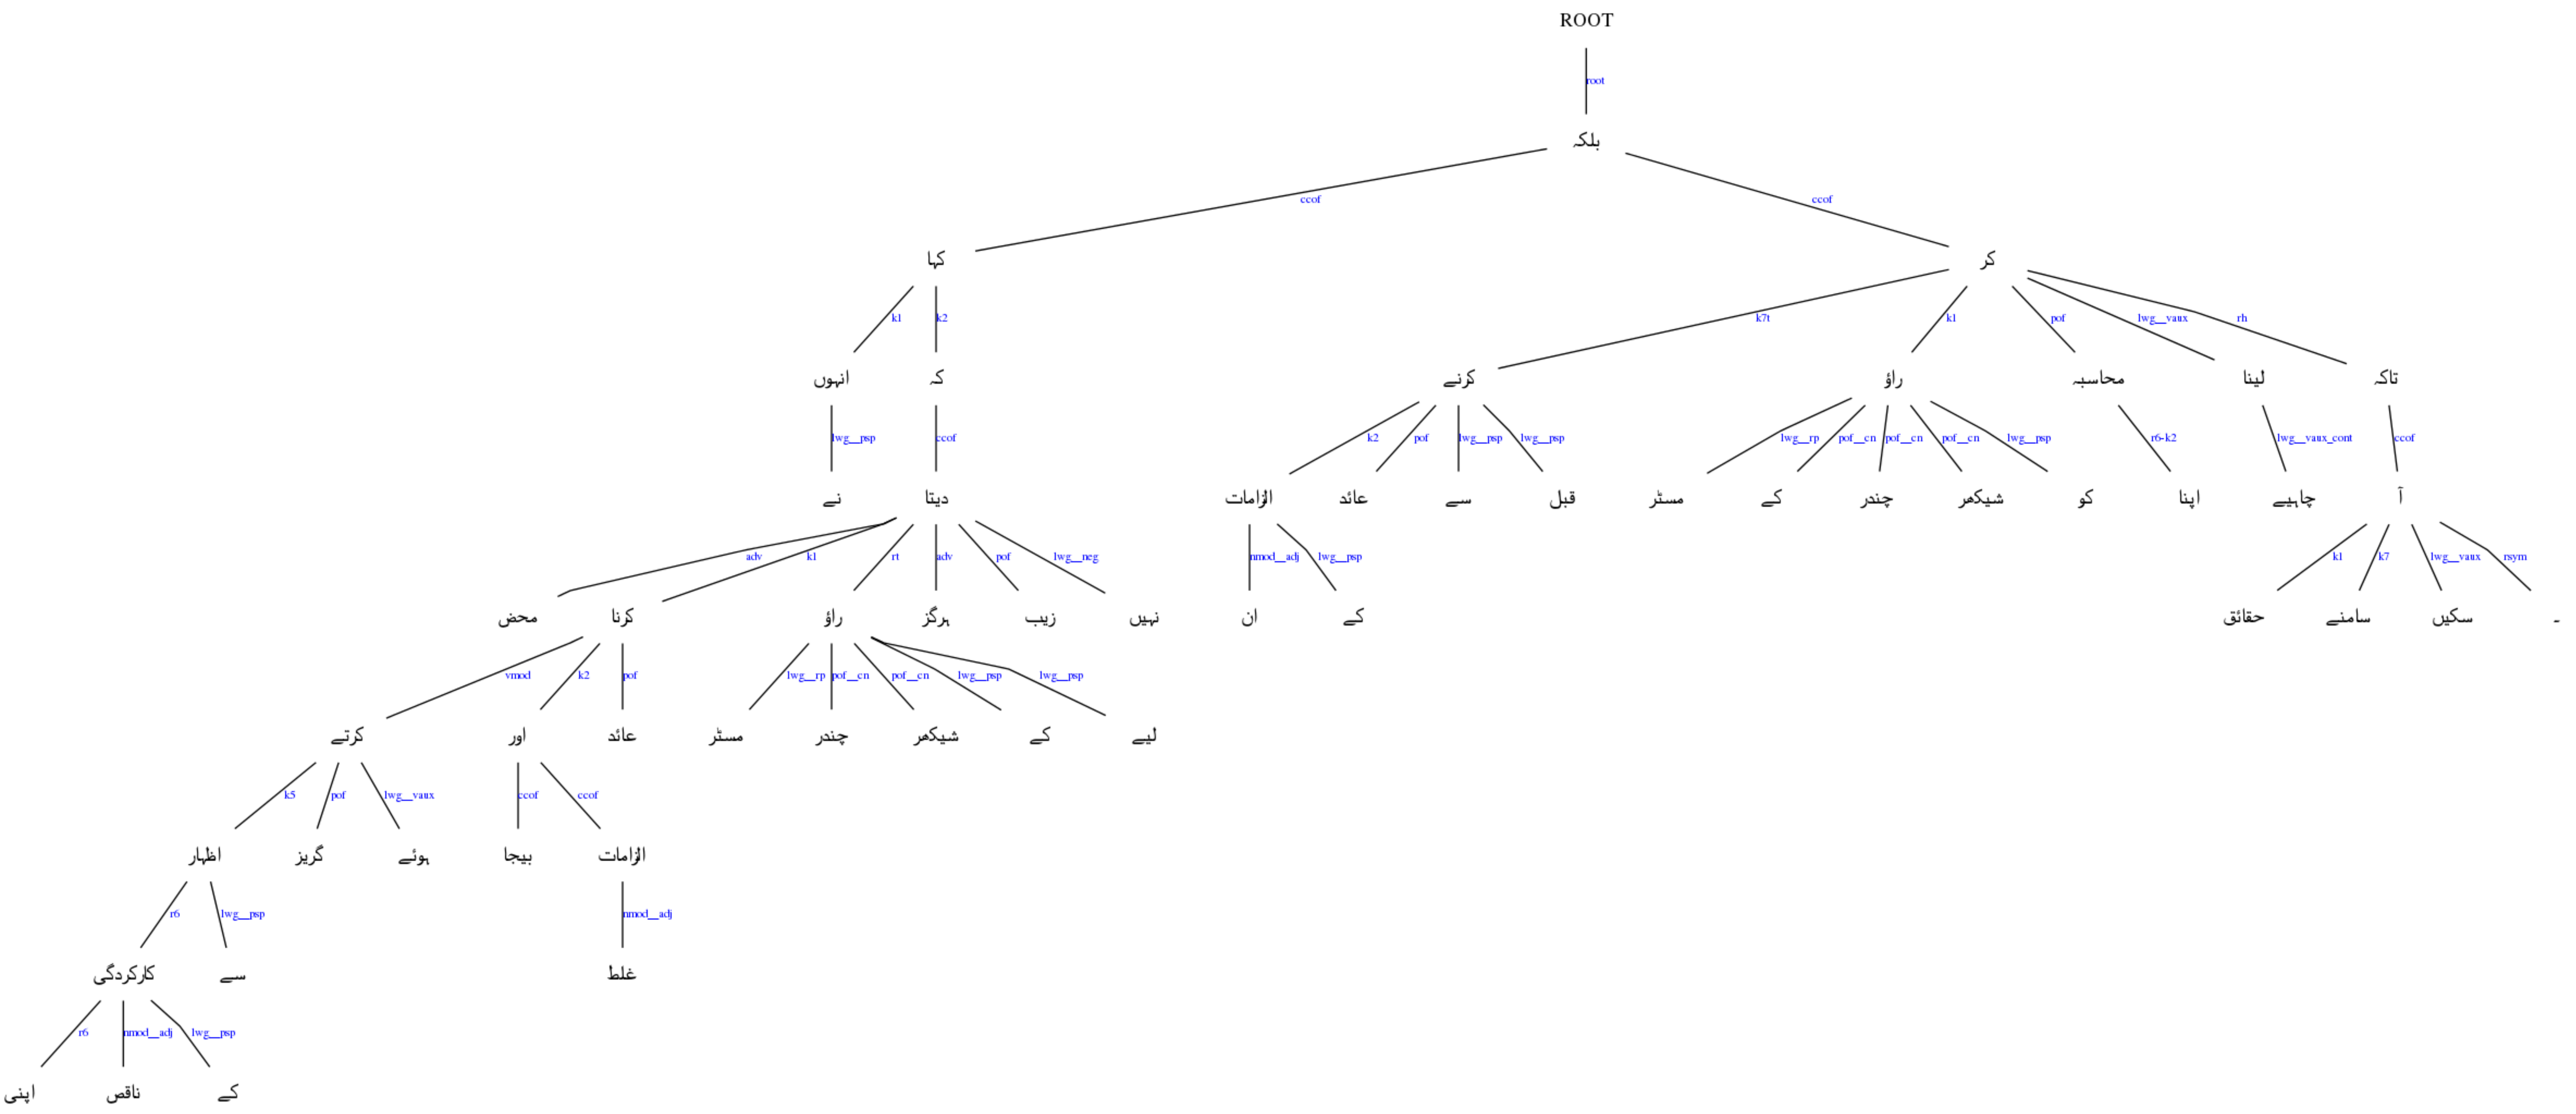 ROOT
root
بلکہ
ccof ccof
کہا کر
k1 k2 k7t k1 pof lwg__vaux rh
انہوں کہ کرنے راؤ محاسبہ لینا تاکہ
lwg__psp ccof k2 pof lwg__psp lwg__psp lwg__rp pof__cn pof__cn pof__cn lwg__psp r6-k2 lwg__vaux_cont ccof
نے دیتا الزامات عائد سے قبل مسٹر کے چندر شیکھر کو اپنا چاہیے آ
adv k1 rt adv pof lwg__neg nmod__adj lwg__psp k1 k7 lwg__vaux rsym
محض کرنا راؤ ہرگز زیب نہیں ان کے حقائق سامنے سکیں ۔
vmod k2 pof lwg__rp pof__cn pof__cn lwg__psp lwg__psp
کرتے اور عائد مسٹر چندر شیکھر کے لیے
k5 pof lwg__vaux ccof ccof
اظہار گریز ہوئے بیجا الزامات
r6 lwg__psp nmod__adj
کارکردگی سے غلط
r6 nmod__adj lwg__psp
اپنی ناقص کے